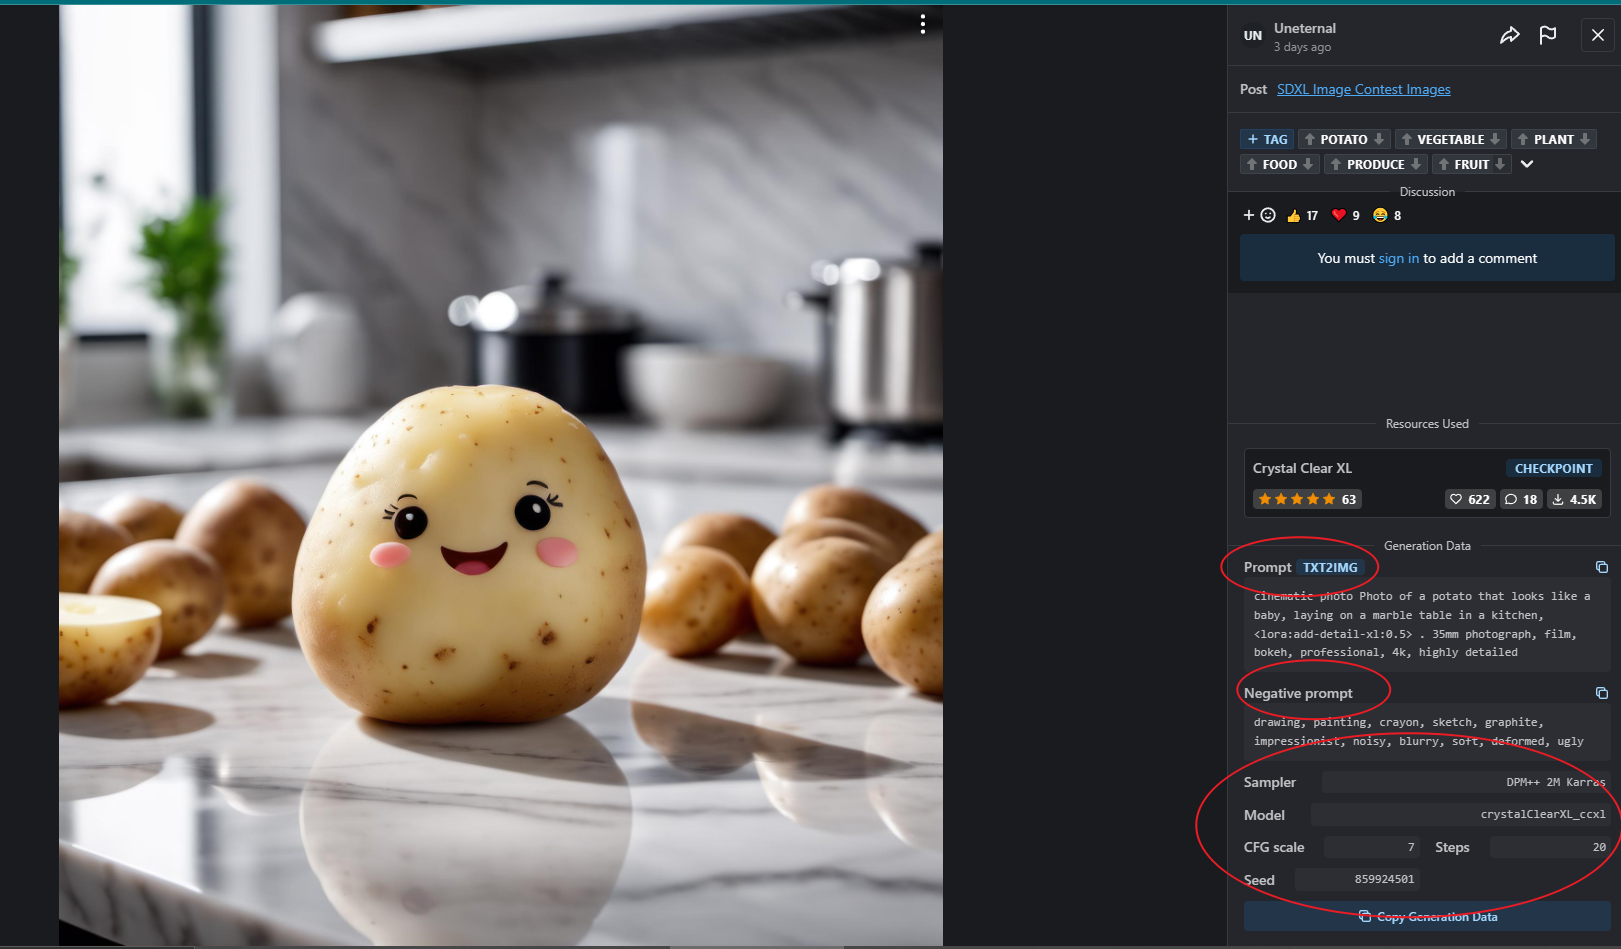 UN Uneternal
3 days ago
Post SDXL Image Contest Images
+ TAG POTATO VEGETABLE PLANT
FOOD PRODUCE FRUIT
Discussion
17 9 8
You must sign in to add a comment
Resources Used
Crystal Clear XL CHECKPOINT
63 622 18 4.5K
Generation Data
Prompt TXT2IMG
cinematic photo Photo of a potato that looks like a
baby, laying on a marble table in a kitchen,
<lora:add-detail-xl:0.5> . 35mm photograph, film,
bokeh, professional, 4k, highly detailed
Negative prompt
drawing, painting, crayon, sketch, graphite,
impressionist, noisy, blurry, soft, deformed, ugly
Sampler DPM++ 2M Karras
Model crystalClearXL_ccxl
CFG scale 7 Steps 20
Seed 859924501
Copy Generation Data